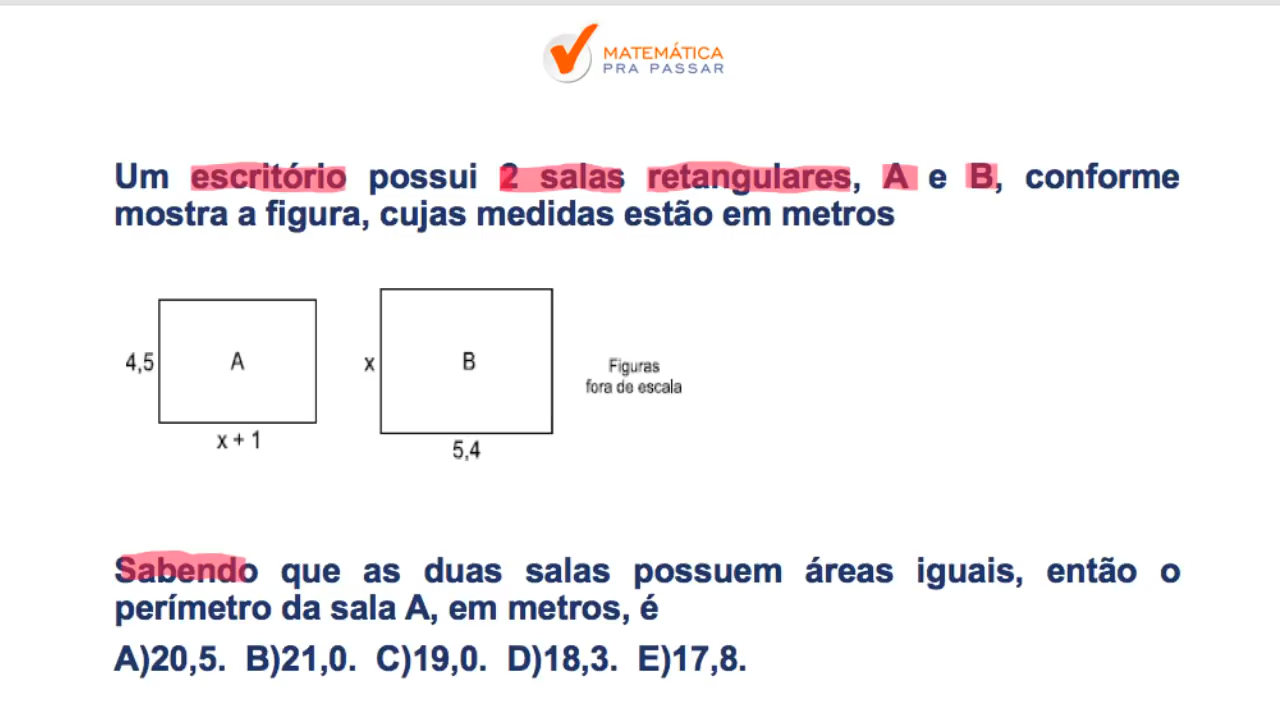 MATEMÁTICA
PRA PASSAR
Um escritório possui 2 salas retangulares, A e B, conforme
mostra a figura, cujas medidas estão em metros
4,5
A
x + 1
x
B
5,4
Figuras
fora de escala
Sabendo que as duas salas possuem áreas iguais, então o
perímetro da sala A, em metros, é
A)20,5. B)21,0. C)19,0. D)18,3. E)17,8.